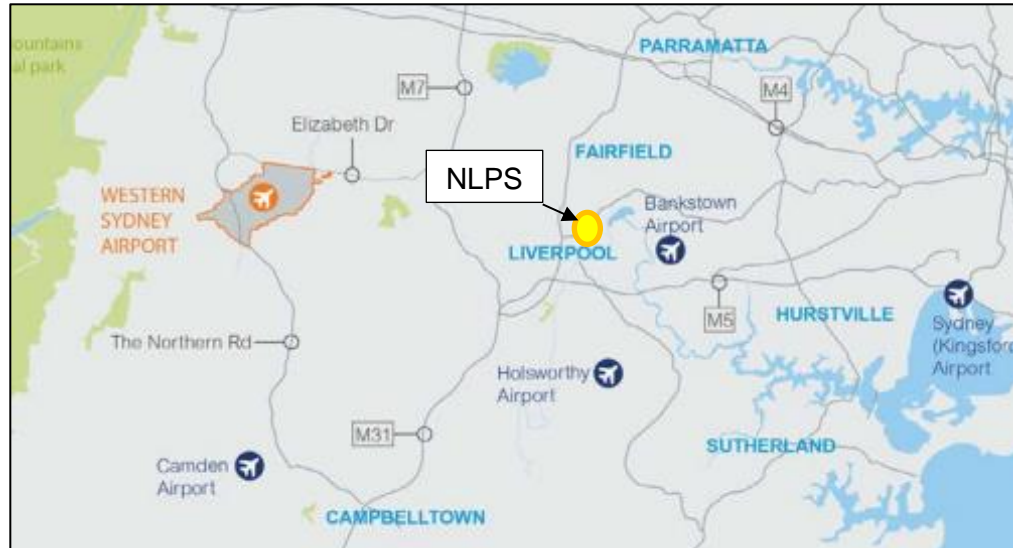 ountains
al park
PARRAMATTA
M7
M4
Elizabeth Dr
FAIRFIELD
NLPS
WESTERN
SYDNEY
AIRPORT
Bankstown
Airport
LIVERPOOL
M5
HURSTVILLE
Sydney
(Kingsford
Airport
The Northern Rd
Holsworthy
Airport
M31
SUTHERLAND
Camden
Airport
CAMPBELLTOWN